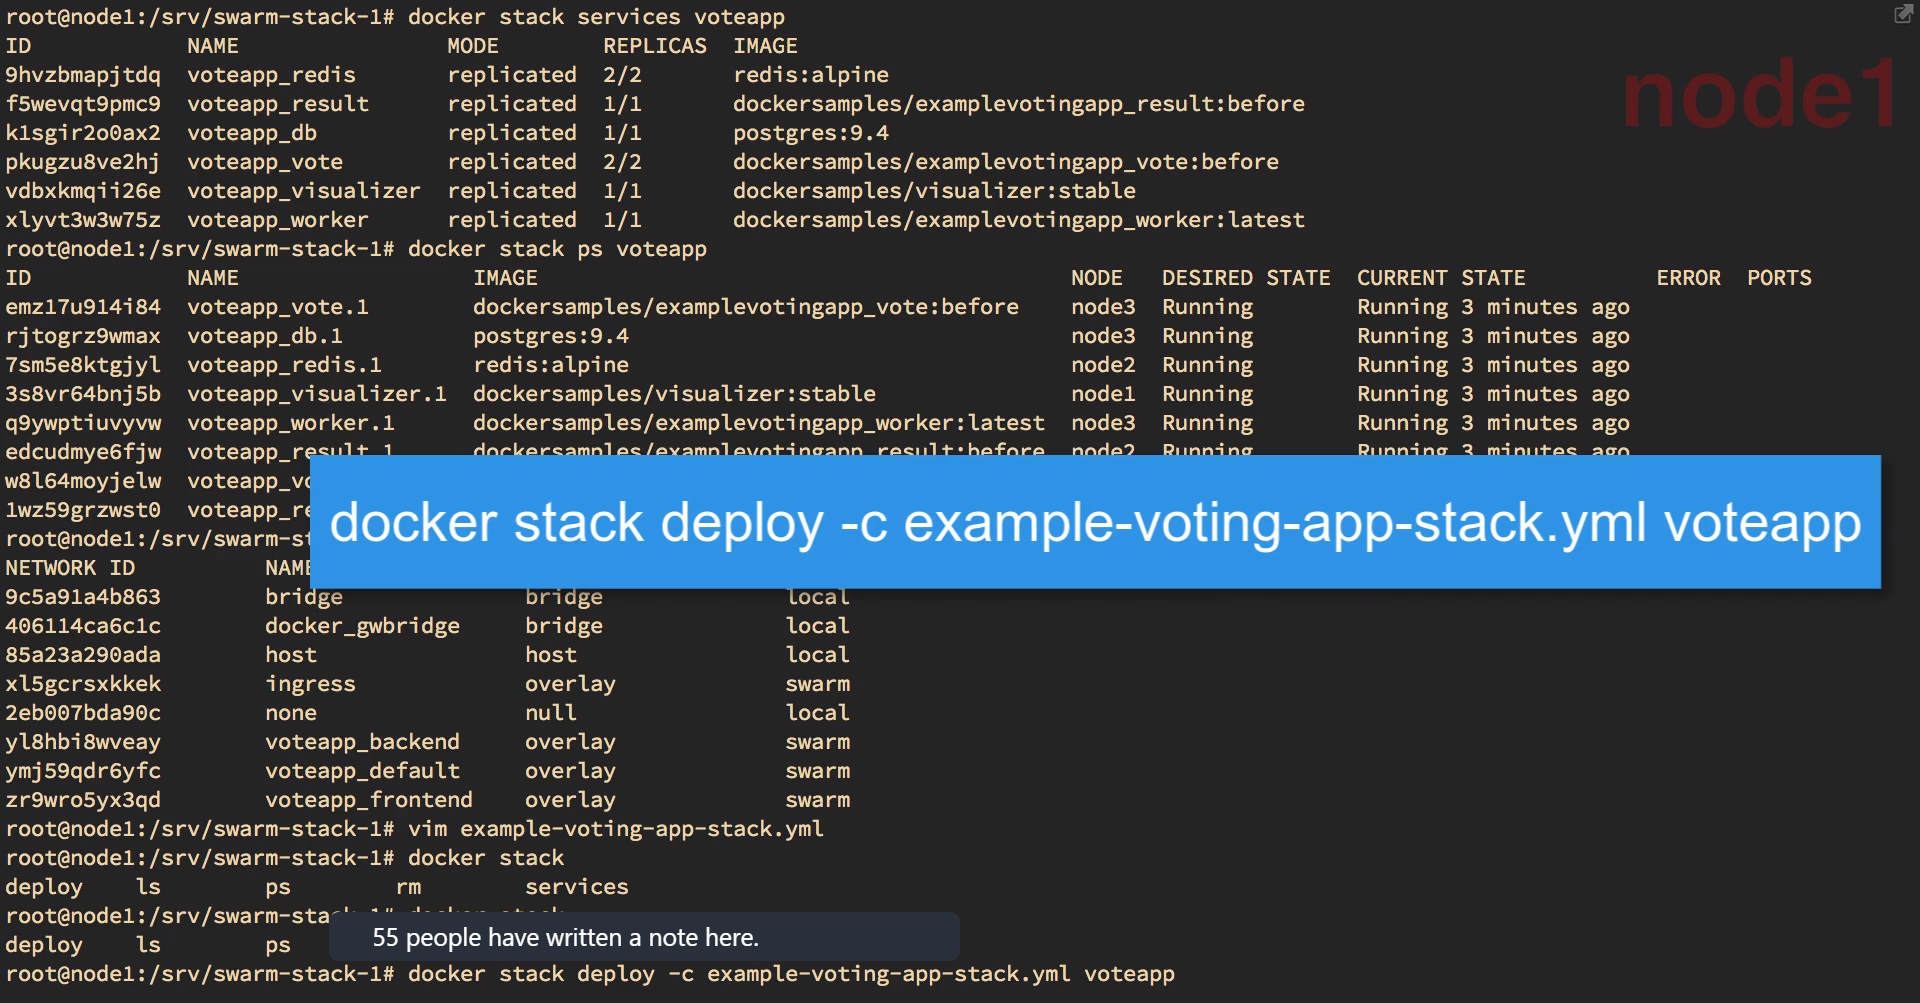 root@node1:/srv/swarm-stack-1# docker stack services voteapp
ID NAME MODE REPLICAS IMAGE
9hvzbmapjtdq voteapp_redis replicated 2/2 redis:alpine
f5wevqt9pmc9 voteapp_result replicated 1/1 dockersamples/examplevotingapp_result:before
k1sgir2o0ax2 voteapp_db replicated 1/1 postgres:9.4
pkugzu8ve2hj voteapp_vote replicated 2/2 dockersamples/examplevotingapp_vote:before
vdbxkmqii26e voteapp_visualizer replicated 1/1 dockersamples/visualizer:stable
xlyvt3w3w75z voteapp_worker replicated 1/1 dockersamples/examplevotingapp_worker:latest
node1
root@node1:/srv/swarm-stack-1# docker stack ps voteapp
ID NAME IMAGE NODE DESIRED STATE CURRENT STATE ERROR PORTS
emz17u914i84 voteapp_vote.1 dockersamples/examplevotingapp_vote:before node3 Running Running 3 minutes ago
rjtogrz9wmax voteapp_db.1 postgres:9.4 node3 Running Running 3 minutes ago
7sm5e8ktgjyl voteapp_redis.1 redis:alpine node2 Running Running 3 minutes ago
3s8vr64bnj5b voteapp_visualizer.1 dockersamples/visualizer:stable node1 Running Running 3 minutes ago
q9ywptiuvyvw voteapp_worker.1 dockersamples/examplevotingapp_worker:latest node3 Running Running 3 minutes ago
edcudmye6fjw voteapp_result.1 dockersamples/examplevotingapp_result:before node2 Running Running 3 minutes ago
w8l64moyjelw
1wz59grzwst0
docker stack deploy -c example-voting-app-stack.yml voteapp
NETWORK ID NAME
9c5a91a4b863 bridge bridge local
406114ca6c1c docker_gwbridge bridge local
85a23a290ada host host local
xl5gcrsxkkek ingress overlay swarm
2eb007bda90c none null local
yl8hbi8wveay voteapp_backend overlay swarm
ymj59qdr6yfc voteapp_default overlay swarm
zr9wro5yx3qd voteapp_frontend overlay swarm
root@node1:/srv/swarm-stack-1# vim example-voting-app-stack.yml
root@node1:/srv/swarm-stack-1# docker stack
deploy ls ps rm services
root@node1:/srv/swarm-stack-1# docker stack
deploy ls ps
55 people have written a note here.
root@node1:/srv/swarm-stack-1# docker stack deploy -c example-voting-app-stack.yml voteapp